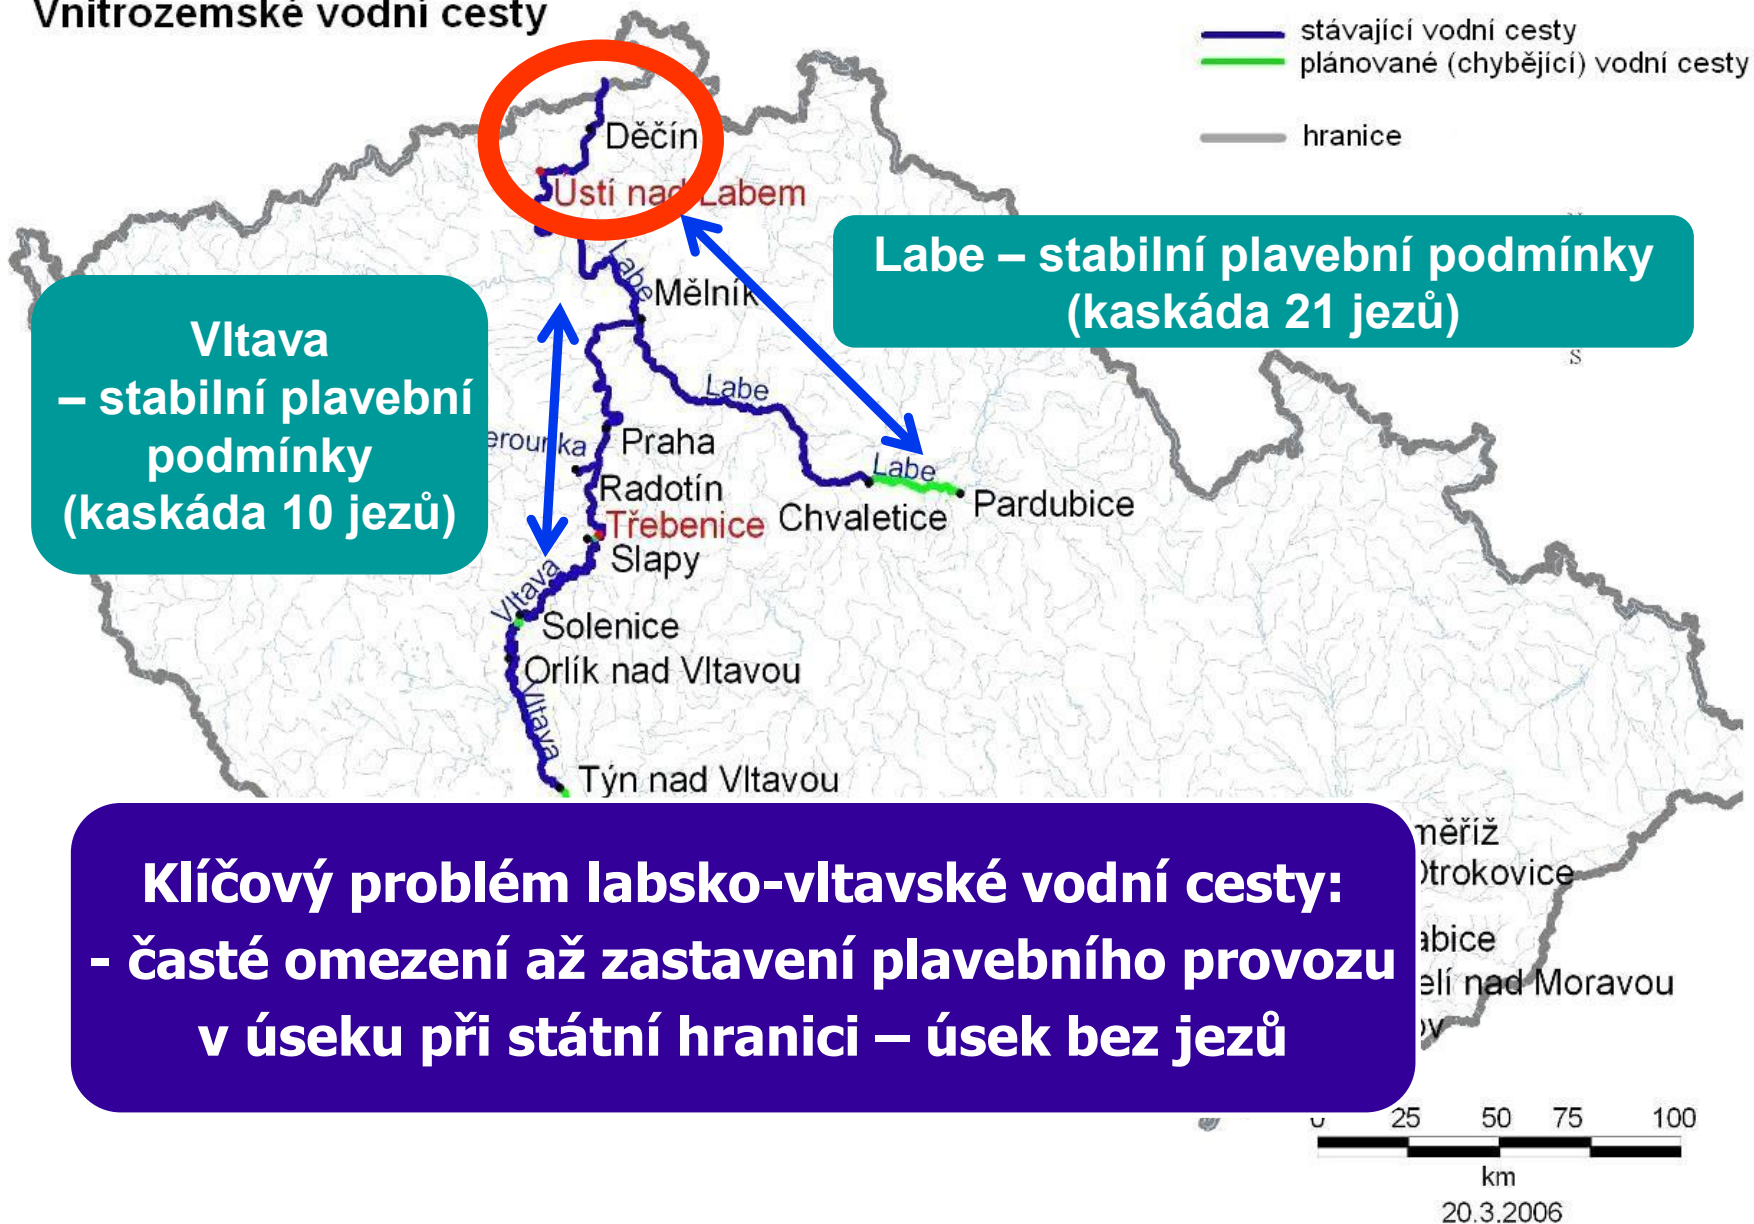 Vnitrozemské vodní cesty
stávající vodní cesty
plánované (chybějící) vodní cesty
hranice
Děčín
Ústí nad Labem
Labe – stabilní plavební podmínky
(kaskáda 21 jezů)
Labe
Mělník
Vltava
– stabilní plavební
podmínky
(kaskáda 10 jezů)
S
Labe
Praha
Labe
Radotín
Chvaletice
Pardubice
Třebenice
Slapy
Vltava
Solenice
Orlík nad Vltavou
Vltava
Týn nad Vltavou
Klíčový problém labsko-vltavské vodní cesty:
- časté omezení až zastavení plavebního provozu
v úseku při státní hranici – úsek bez jezů
nad Moravou
25 50 75 100
km
20.3.2006